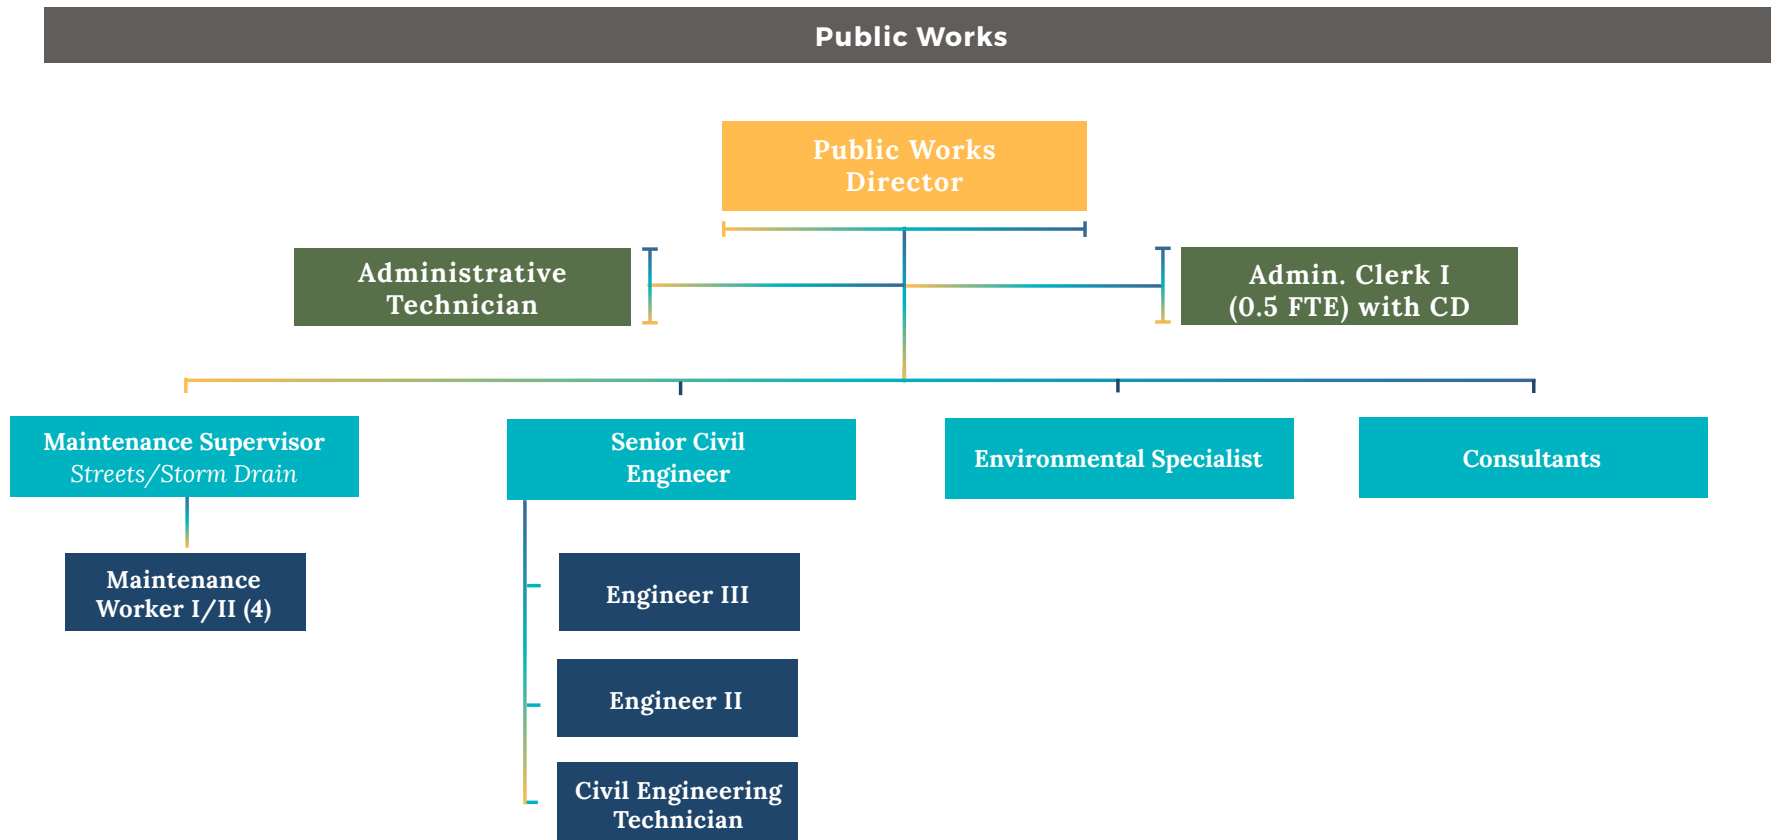 Public Works
Public Works
Director
Administrative
Technician
Admin. Clerk I
(0.5 FTE) with CD
Maintenance Supervisor
Streets/Storm Drain
Senior Civil
Engineer
Environmental Specialist
Consultants
Maintenance
Worker I/II (4)
Engineer III
Engineer II
Civil Engineering
Technician